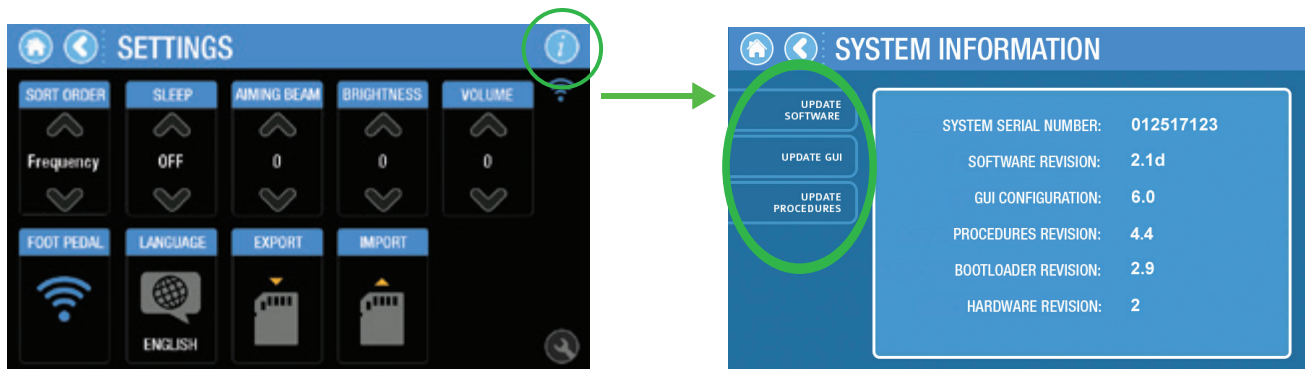 SETTINGS
i
SORT ORDER SLEEP AIMING BEAM BRIGHTNESS VOLUME
Frequency OFF 0 0 0
FOOT PEDAL LANGUAGE EXPORT IMPORT
ENGLISH
SYSTEM INFORMATION
UPDATE
SOFTWARE
UPDATE GUI
UPDATE
PROCEDURES
SYSTEM SERIAL NUMBER: 012517123
SOFTWARE REVISION: 2.1d
GUI CONFIGURATION: 6.0
PROCEDURES REVISION: 4.4
BOOTLOADER REVISION: 2.9
HARDWARE REVISION: 2